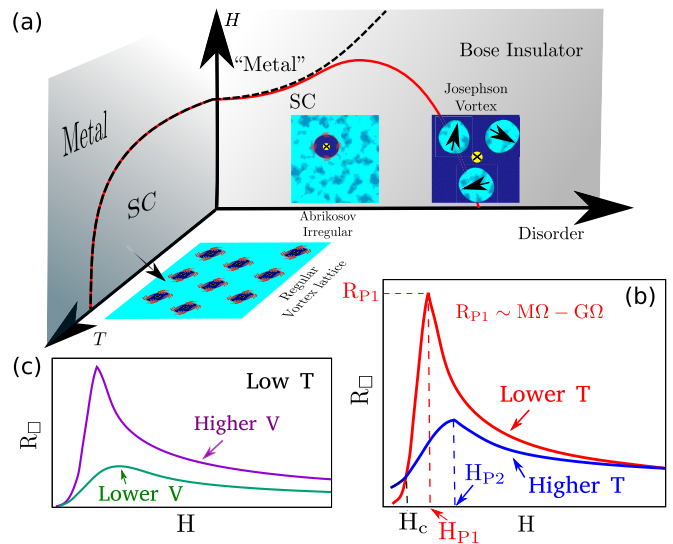 (a)
H
"Metal"
Bose Insulator
Metal
SC
SC
Josephson
Vortex
Abrikosov
Irregular
Disorder
Regular
Vortex lattice
T
(b)
R_P1
R_P1 ∼ MΩ − GΩ
R_□
Lower T
Higher T
H_P2
H_c
H_P1
H
(c)
Low T
R_□
Higher V
Lower V
H